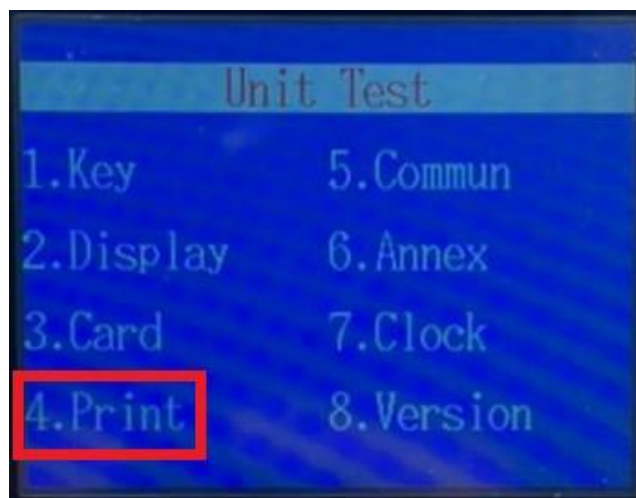 Unit Test
1.Key
2.Display
3.Card
4.Print
5.Commun
6.Annex
7.Clock
8.Version